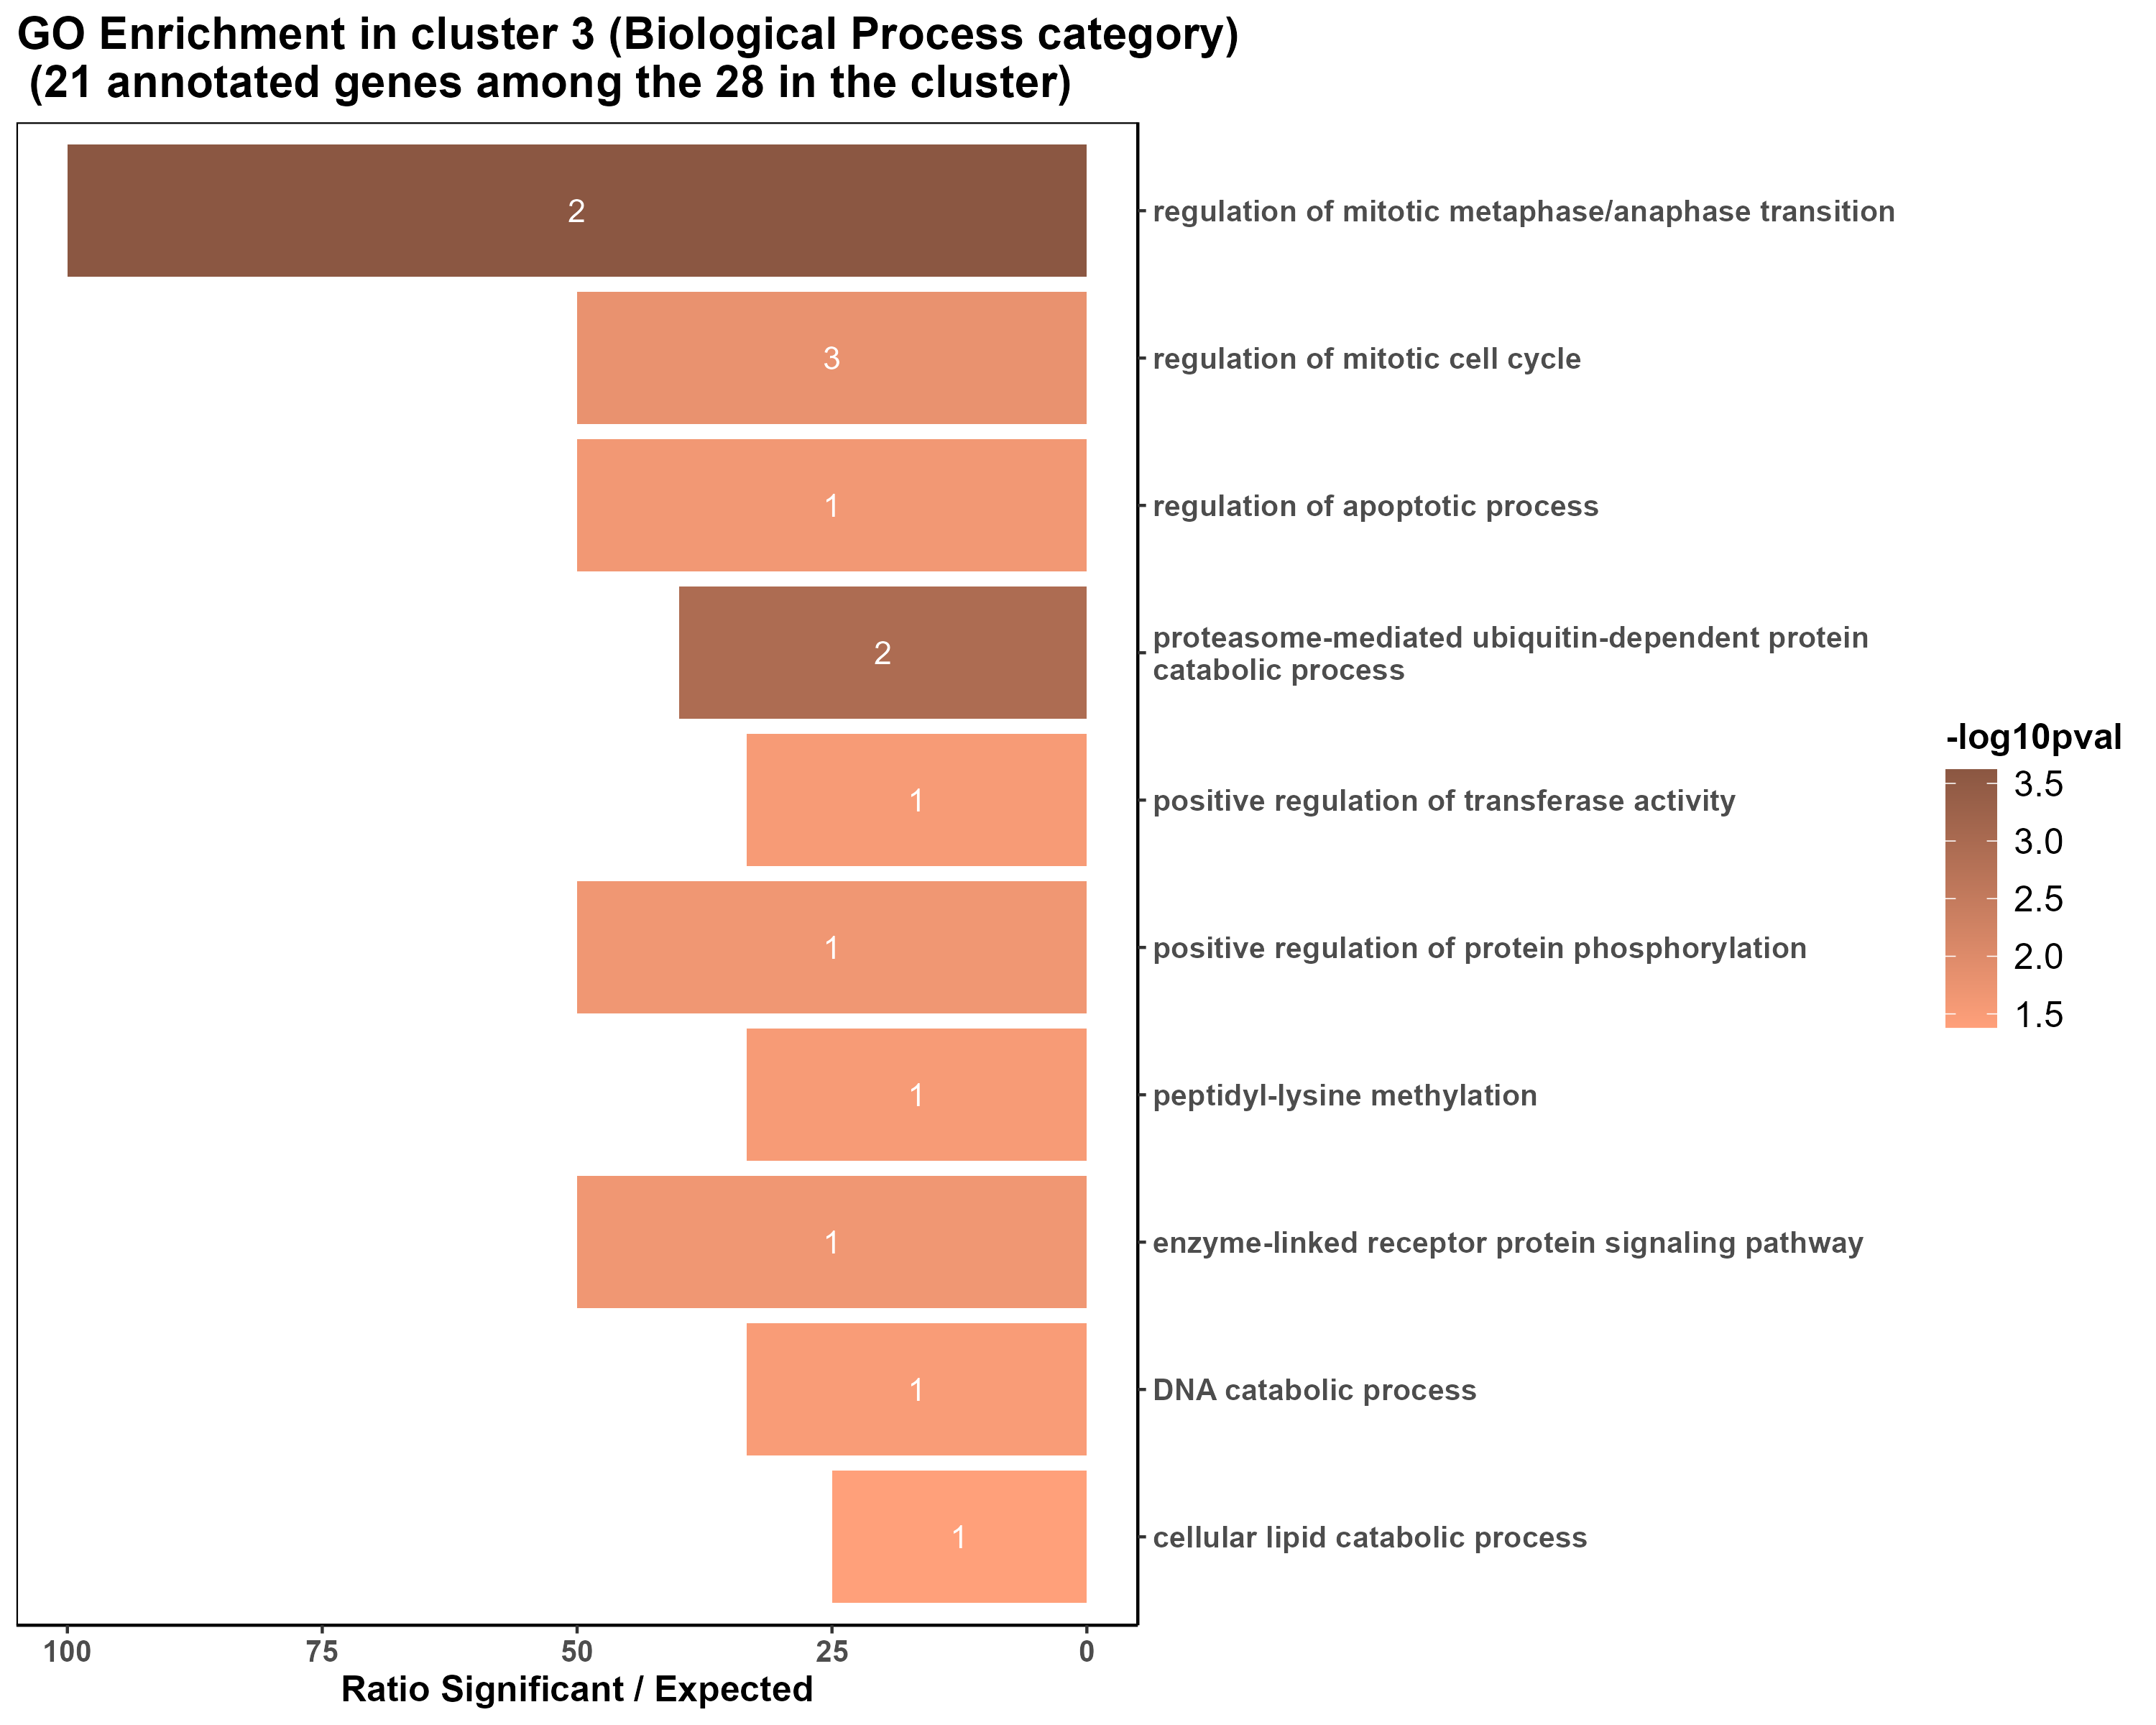 GO Enrichment in cluster 3 (Biological Process category)
(21 annotated genes among the 28 in the cluster)
2
regulation of mitotic metaphase/anaphase transition
3
regulation of mitotic cell cycle
1
regulation of apoptotic process
2
proteasome-mediated ubiquitin-dependent protein
catabolic process
1
positive regulation of transferase activity
1
positive regulation of protein phosphorylation
1
peptidyl-lysine methylation
1
enzyme-linked receptor protein signaling pathway
1
DNA catabolic process
1
cellular lipid catabolic process
100 75 50 25 0
Ratio Significant / Expected
-log10pval
3.5
3.0
2.5
2.0
1.5